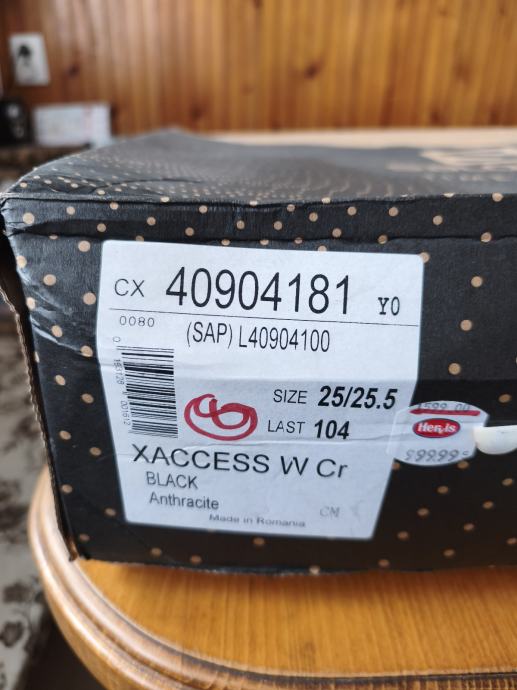 CX 40904181 Y0
0080
(SAP) L40904100
SIZE 25/25.5
LAST 104
XACCESS W Cr
BLACK
Anthracite
CM
Made in Romania
Hervis